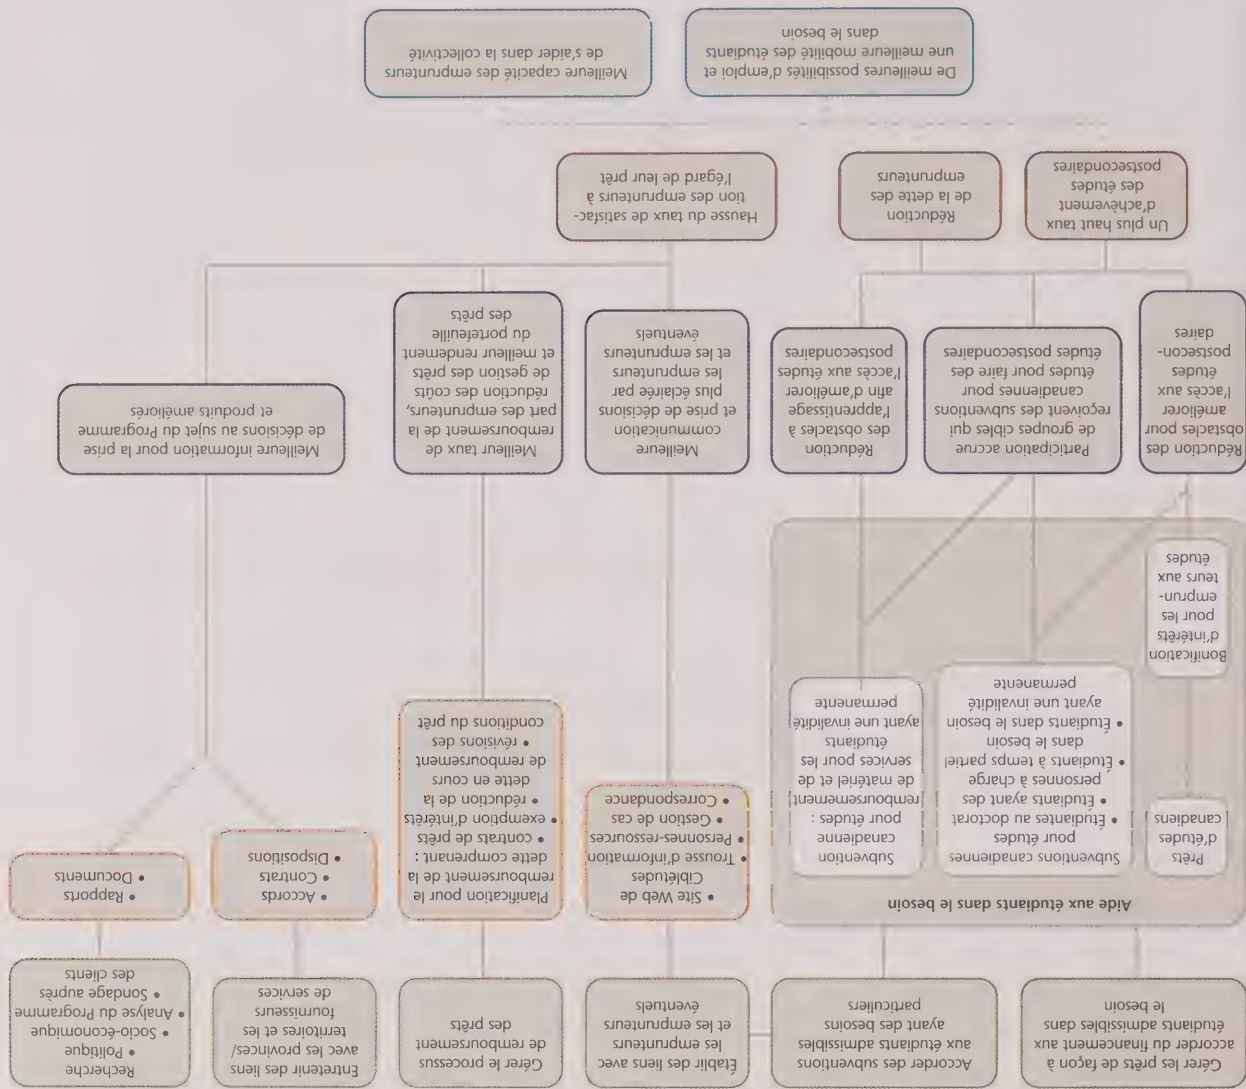 Gérer les prêts de façon à
accorder du financement aux
étudiants admissibles dans
le besoin
Accorder des subventions
aux étudiants admissibles
ayant des besoins
particuliers
Établir des liens avec
les emprunteurs
et les emprunteurs
éventuels
Gérer le processus
de remboursement
des prêts
Entretenir des liens
avec les provinces/
territoires et les
fournisseurs
de services
Recherche
• Politique
• Socio-économique
• Analyse du Programme
• Sondage auprès
des clients
Aide aux étudiants dans le besoin
Prêts
d'études
canadiens
Subventions canadiennes
pour études
• Étudiantes au doctorat
• Étudiants ayant des
personnes à charge
• Étudiants à temps partiel
dans le besoin
• Étudiants dans le besoin
ayant une invalidité
permanente
Subvention
canadienne
pour études :
remboursement
de matériel et de
services pour les
étudiants
ayant une invalidité
permanente
• Site Web de
Ciblétudes
• Trousse d'information
• Personnes-ressources
• Gestion de cas
• Correspondance
Planification pour le
remboursement de la
dette comprenant :
• contrats de prêts
• exemption d'intérêts
• réduction de la
dette en cours
de remboursement
• révisions des
conditions du prêt
• Accords
• Contrats
• Dispositions
• Rapports
• Documents
Bonification
d'intérêts
pour les
emprun-
teurs aux
études
Réduction des
obstacles pour
améliorer
l'accès aux
études
postsecon-
daires
Participation accrue
de groupes cibles qui
reçoivent des subventions
canadiennes pour
études pour faire des
études postsecondaires
Réduction
des obstacles à
l'apprentissage
afin d'améliorer
l'accès aux études
postsecondaires
Meilleure
communication
et prise de décisions
plus éclairée par
les emprunteurs
et les emprunteurs
éventuels
Meilleur taux de
remboursement de la
part des emprunteurs,
réduction des coûts
de gestion des prêts
et meilleur rendement
du portefeuille
des prêts
Meilleure information pour la prise
de décisions au sujet du Programme
et produits améliorés
Un plus haut taux
d'achèvement
des études
postsecondaires
Réduction
de la dette des
emprunteurs
Hausse du taux de satisfac-
tion des emprunteurs à
l'égard de leur prêt
De meilleures possibilités d'emploi et
une meilleure mobilité des étudiants
dans le besoin
Meilleure capacité des emprunteurs
de s'aider dans la collectivité